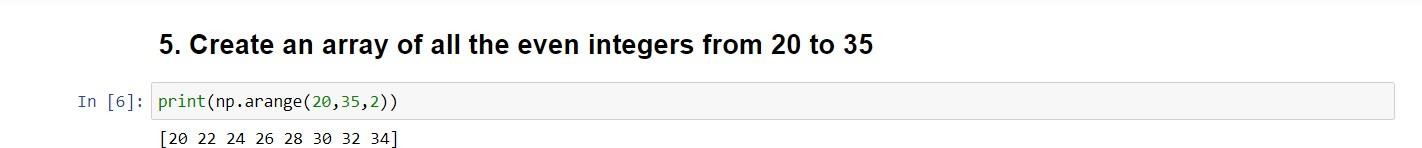 5. Create an array of all the even integers from 20 to 35
In [6]: print(np.arange(20,35,2))
[20 22 24 26 28 30 32 34]